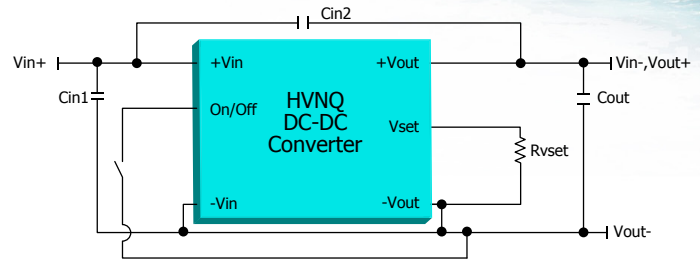 Cin2
Vin+
+Vin
+Vout
Vin-,Vout+
Cin1
On/Off
HVNQ
DC-DC
Converter
Vset
Cout
Rvset
-Vin
-Vout
Vout-